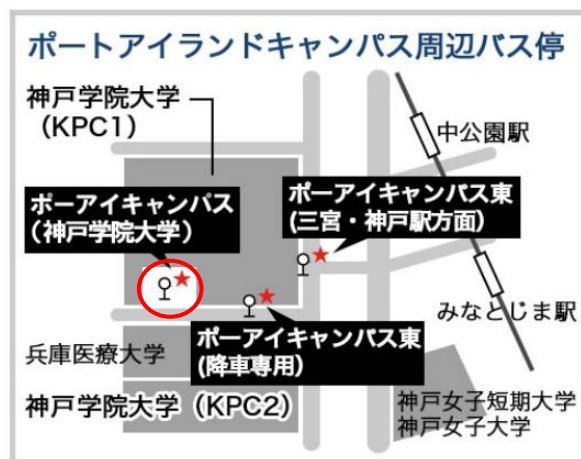 ポートアイランドキャンパス周辺バス停
神戸学院大学
（KPC1）
中公園駅
ポーアイキャンパス
（神戸学院大学）
ポーアイキャンパス東
(三宮・神戸駅方面)
みなとじま駅
ポーアイキャンパス東
(降車専用)
兵庫医療大学
神戸学院大学（KPC2）
神戸女子短期大学
神戸女子大学